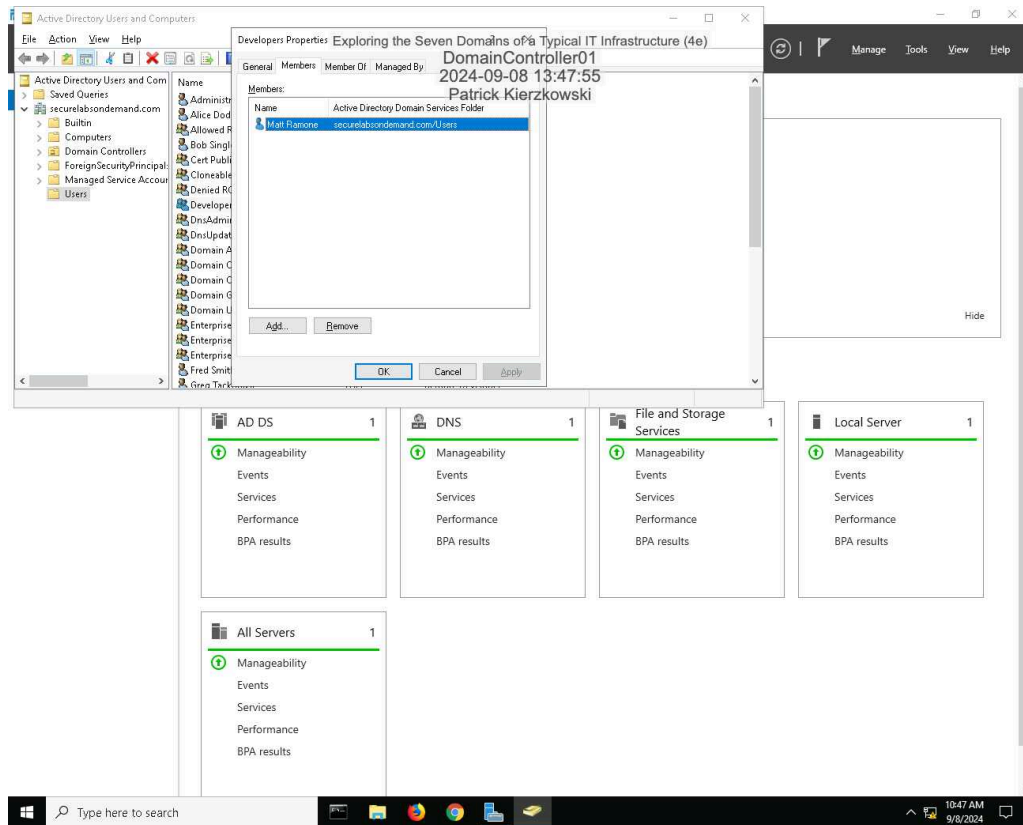 Active Directory Users and Computers
File Action View Help
Active Directory Users and Com
Saved Queries
securelabsondemand.com
Builtin
Computers
Domain Controllers
ForeignSecurityPrincipal:
Managed Service Accour
Users
Name
Administr
Alice Dod
Allowed R
Bob Singl
Cert Publi
Cloneable
Denied RO
Developer
DnsAdmi
DnsUpdat
Domain A
Domain C
Domain C
Domain G
Domain U
Enterprise
Enterprise
Enterprise
Fred Smit
Greg Tack
Developers Properties
General Members Member Of Managed By
Members:
Name Active Directory Domain Services Folder
Matt Ramone securelabsondemand.com/Users
Add... Remove
OK Cancel Apply
Exploring the Seven Domains of a Typical IT Infrastructure (4e)
DomainController01
2024-09-08 13:47:55
Patrick Kierzkowski
Manage Tools View Help
Hide
AD DS 1
Manageability
Events
Services
Performance
BPA results
DNS 1
Manageability
Events
Services
Performance
BPA results
File and Storage
Services 1
Manageability
Events
Services
Performance
BPA results
Local Server 1
Manageability
Events
Services
Performance
BPA results
All Servers 1
Manageability
Events
Services
Performance
BPA results
Type here to search
10:47 AM
9/8/2024